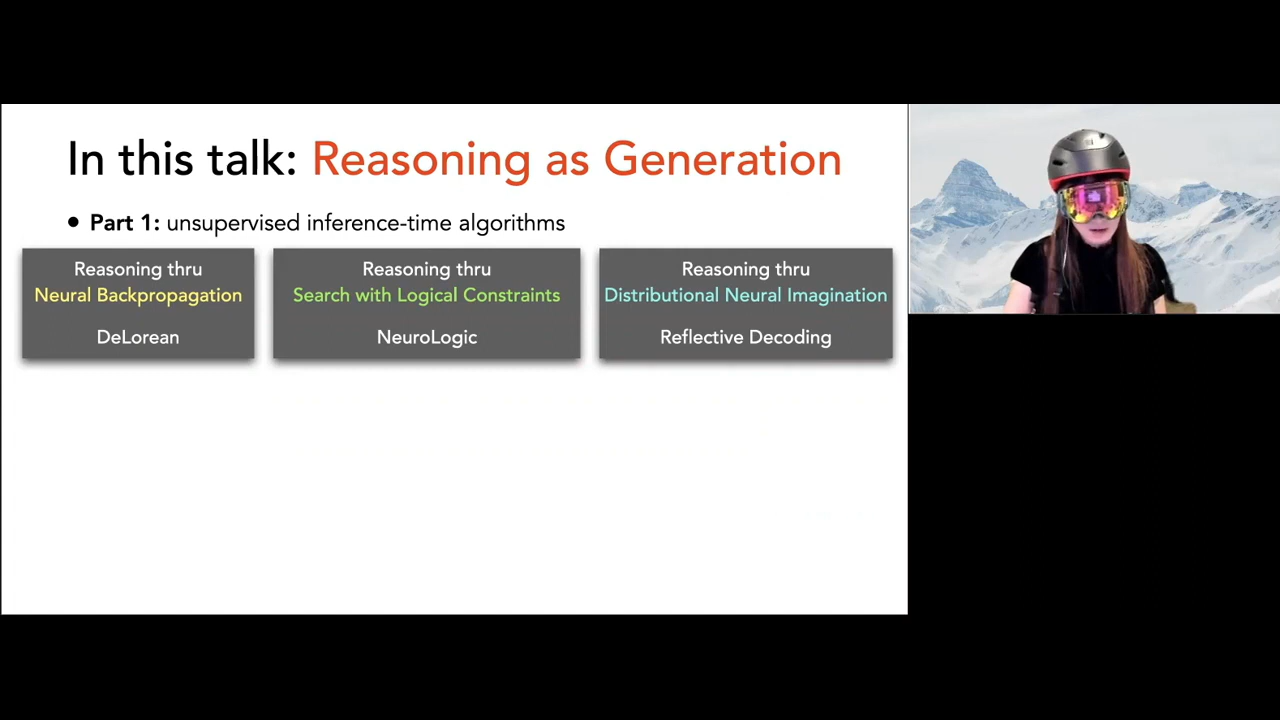 In this talk: Reasoning as Generation
• Part 1: unsupervised inference-time algorithms
Reasoning thru
Neural Backpropagation
DeLorean
Reasoning thru
Search with Logical Constraints
NeuroLogic
Reasoning thru
Distributional Neural Imagination
Reflective Decoding